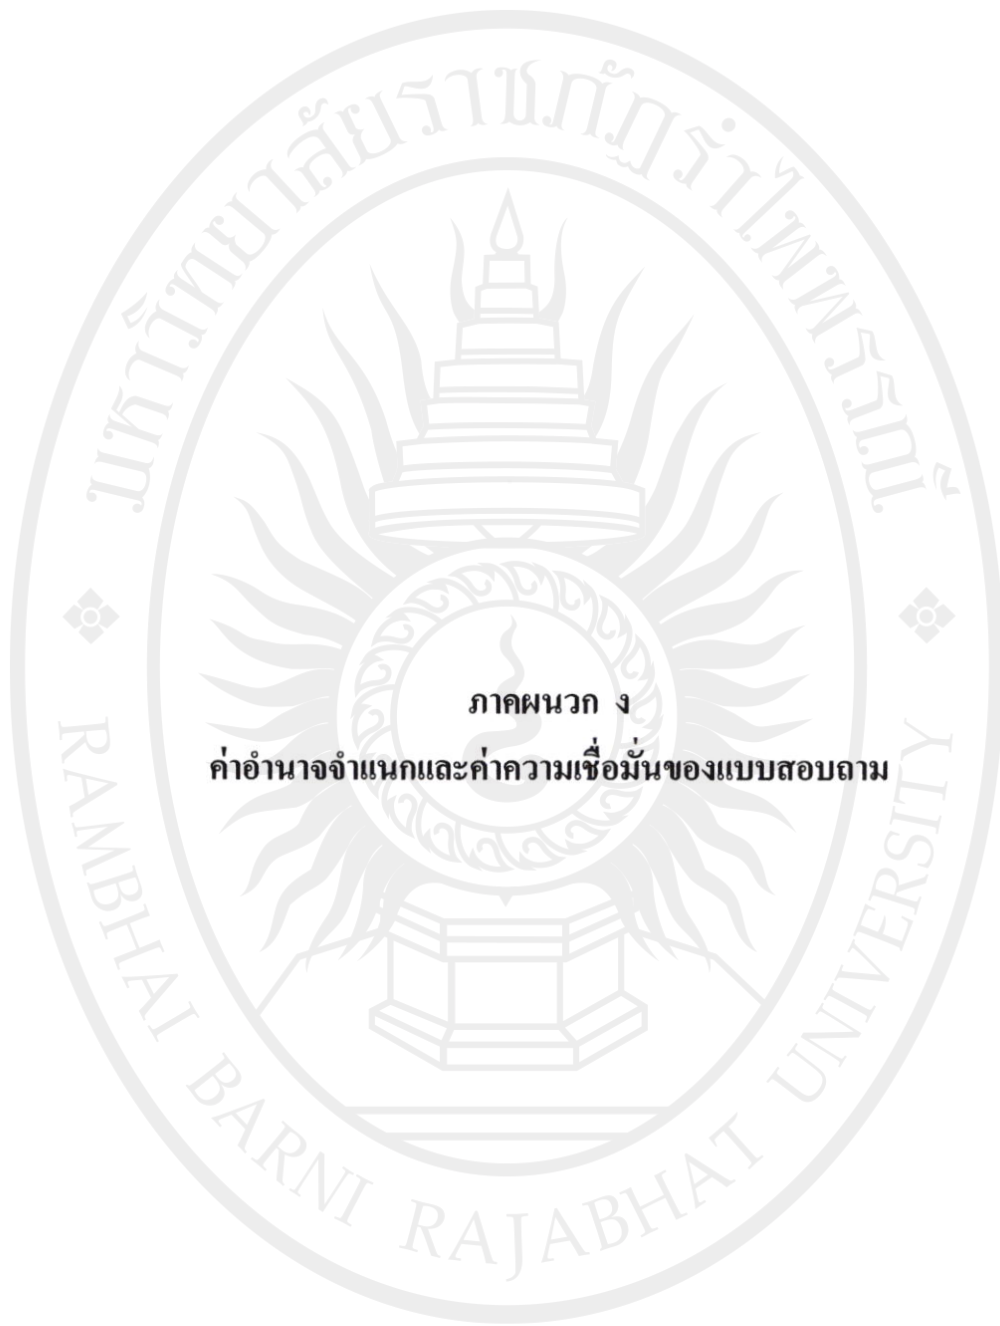 มหาวิทยาลัยราชภัฏรำไพพรรณี
ภาคผนวก ง
ค่าอำนาจจำแนกและค่าความเชื่อมั่นของแบบสอบถาม
RAMBHAI BARNI RAJABHAT UNIVERSITY